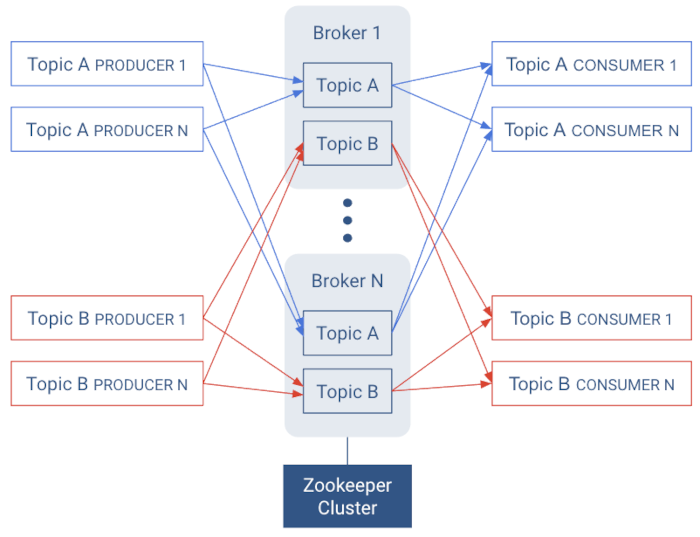 Broker 1
Topic A PRODUCER 1
Topic A CONSUMER 1
Topic A
Topic A PRODUCER N
Topic A CONSUMER N
Topic B
Broker N
Topic B PRODUCER 1
Topic A
Topic B CONSUMER 1
Topic B PRODUCER N
Topic B
Topic B CONSUMER N
Zookeeper
Cluster